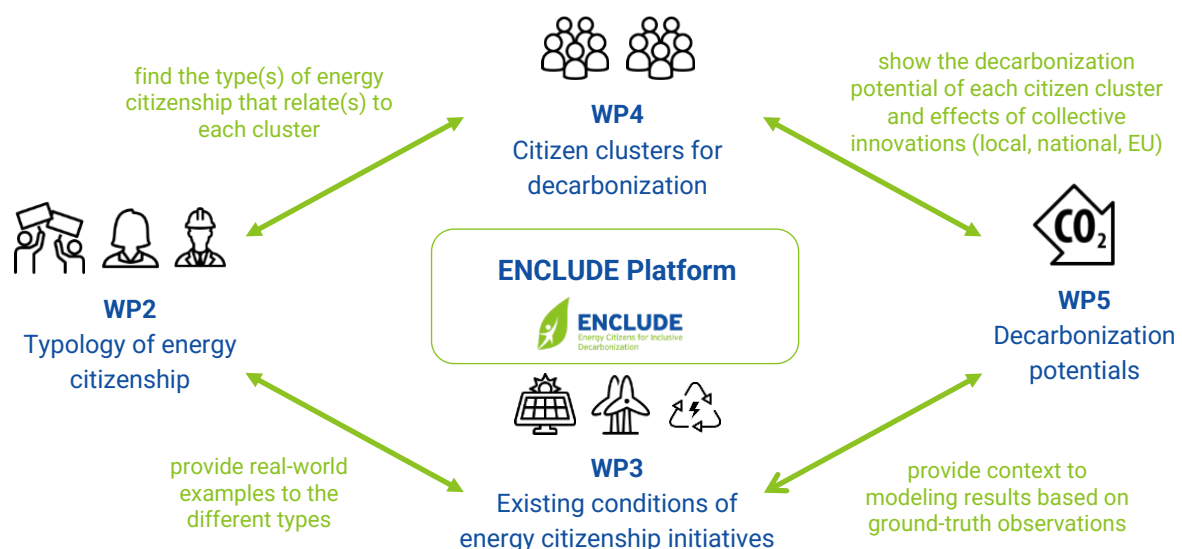 find the type(s) of energy
citizenship that relate(s) to
each cluster
WP4
Citizen clusters for
decarbonization
show the decarbonization
potential of each citizen cluster
and effects of collective
innovations (local, national, EU)
WP2
Typology of energy
citizenship
ENCLUDE Platform
ENCLUDE
Energy Citizens for Inclusive
Decarbonization
CO2
WP5
Decarbonization
potentials
provide real-world
examples to the
different types
WP3
Existing conditions of
energy citizenship initiatives
provide context to
modeling results based on
ground-truth observations